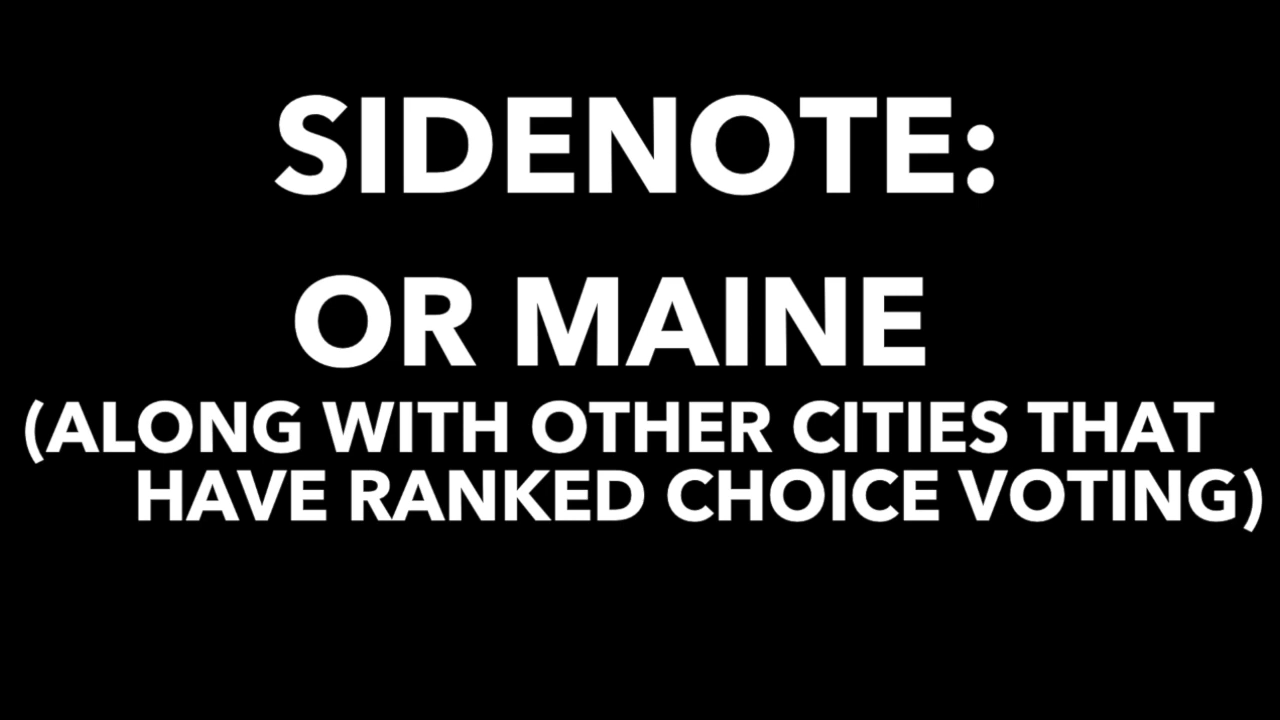 SIDENOTE:
OR MAINE
(ALONG WITH OTHER CITIES THAT
HAVE RANKED CHOICE VOTING)